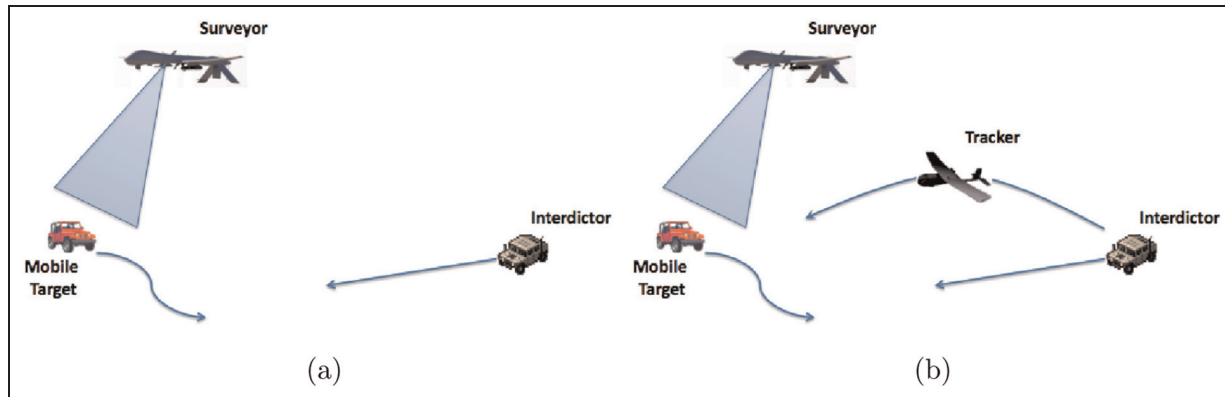 Surveyor
Mobile
Target
Interdictor
(a)
Surveyor
Tracker
Mobile
Target
Interdictor
(b)